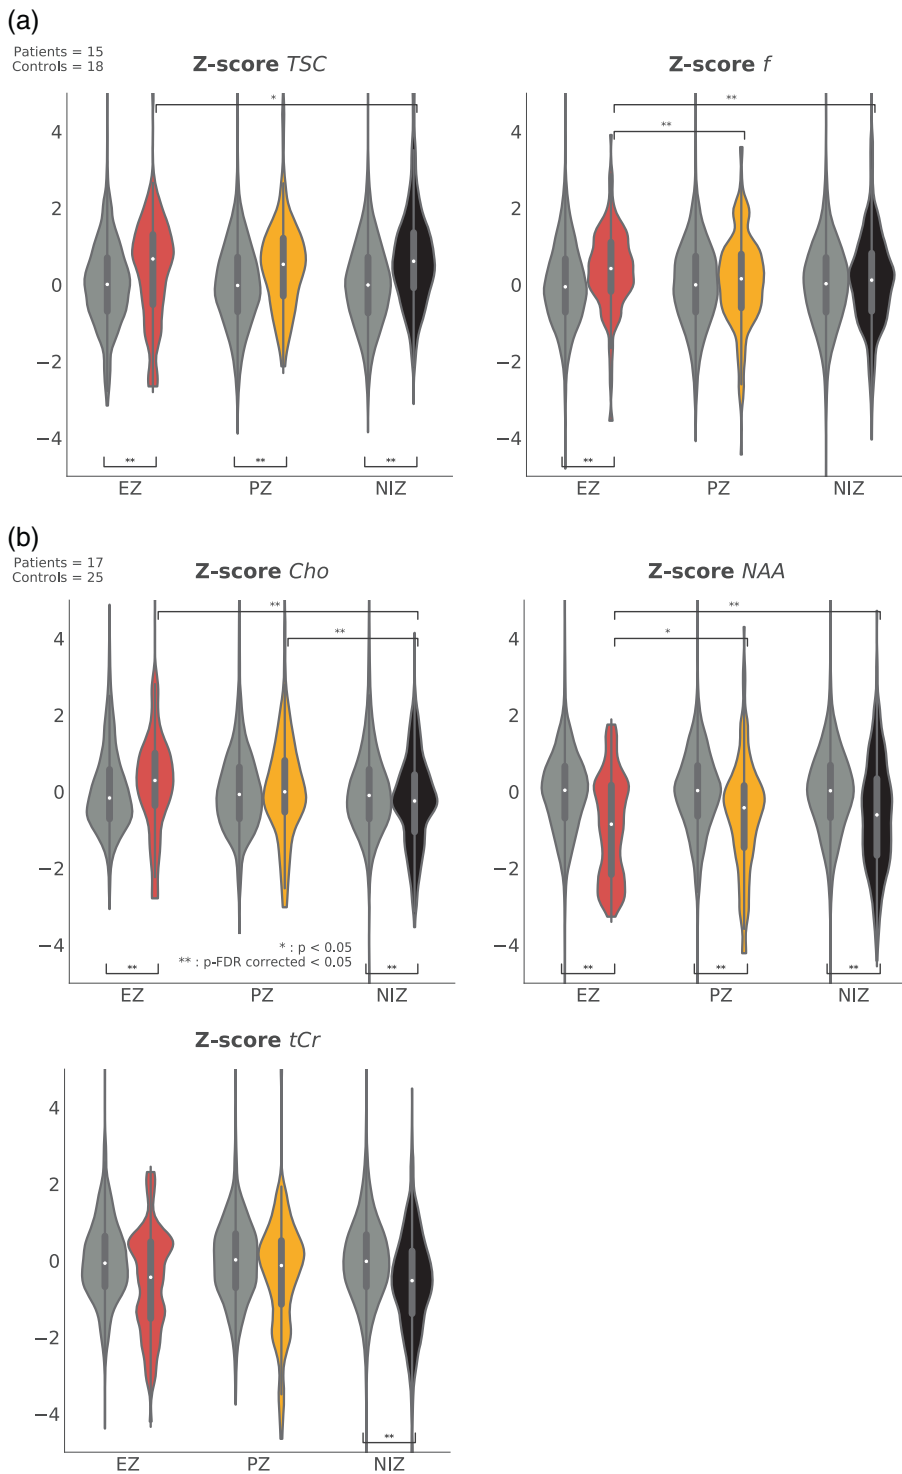 (a)
Patients = 15
Controls = 18
Z-score TSC
Z-score f
4
2
0
−2
−4
*
**
**
**
EZ
PZ
NIZ
4
2
0
−2
−4
**
**
**
EZ
PZ
NIZ
(b)
Patients = 17
Controls = 25
Z-score Cho
Z-score NAA
4
2
0
−2
−4
**
**
* : p < 0.05
** : p-FDR corrected < 0.05
**
**
EZ
PZ
NIZ
4
2
0
−2
−4
**
*
**
**
**
EZ
PZ
NIZ
Z-score tCr
4
2
0
−2
−4
**
EZ
PZ
NIZ